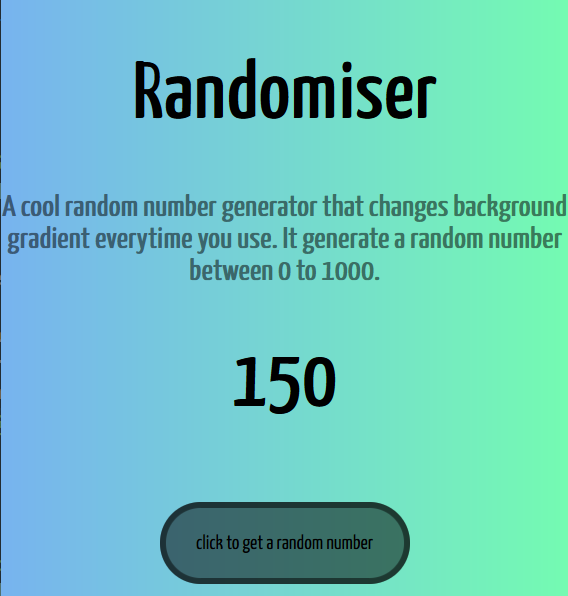 Randomiser
A cool random number generator that changes background
gradient everytime you use. It generate a random number
between 0 to 1000.
150
click to get a random number